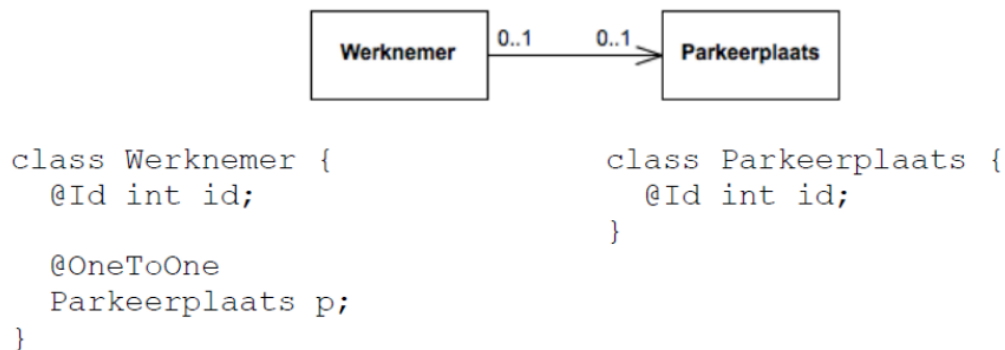 Werknemer
0..1
0..1
Parkeerplaats
class Werknemer {
@Id int id;
@OneToOne
Parkeerplaats p;
}
class Parkeerplaats {
@Id int id;
}